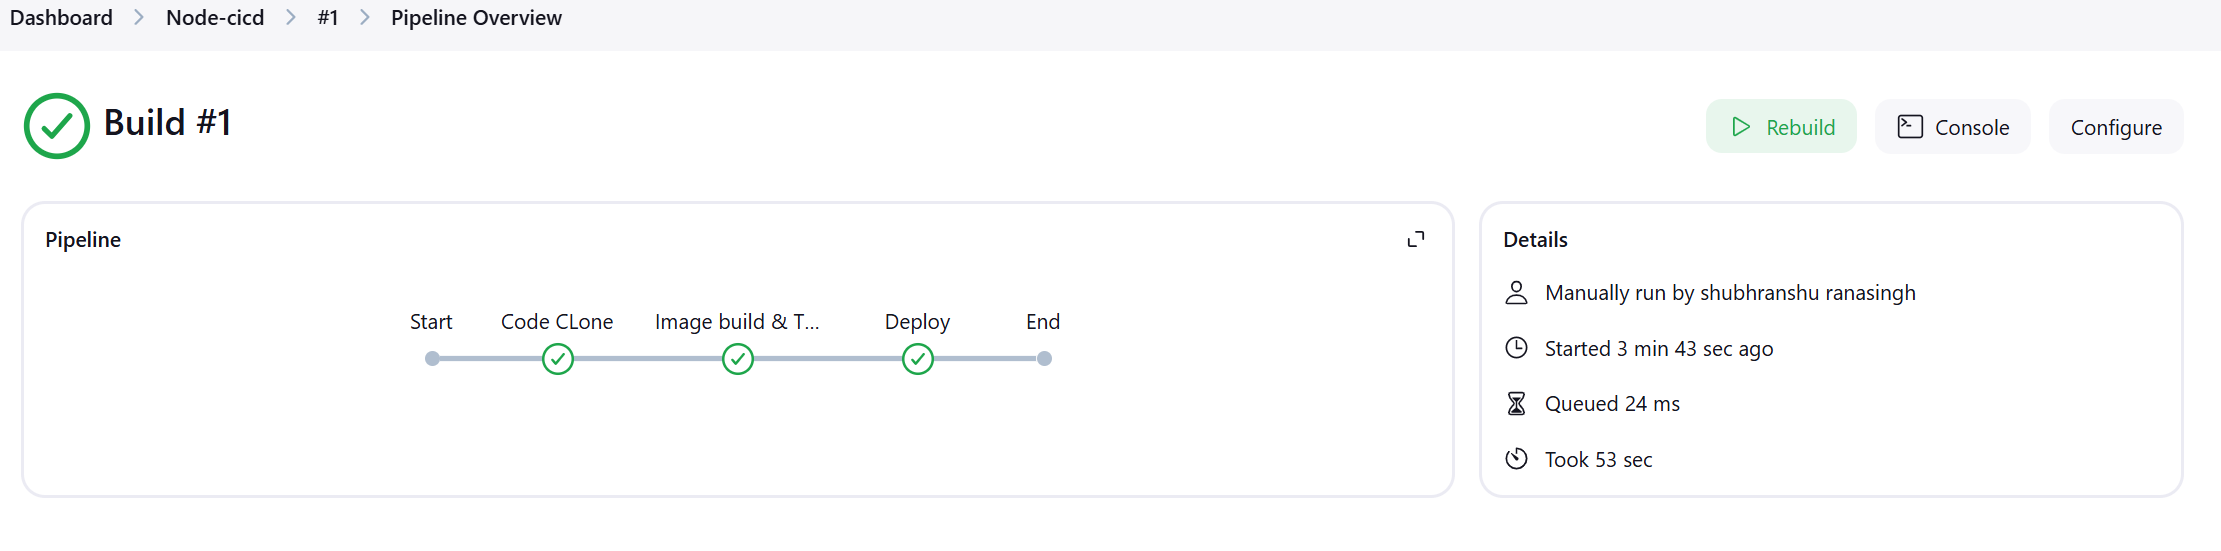 Dashboard > Node-cicd > #1 > Pipeline Overview
Build #1
Rebuild
Console
Configure
Pipeline
Start Code CLone Image build & T... Deploy End
Details
Manually run by shubhranshu ranasingh
Started 3 min 43 sec ago
Queued 24 ms
Took 53 sec